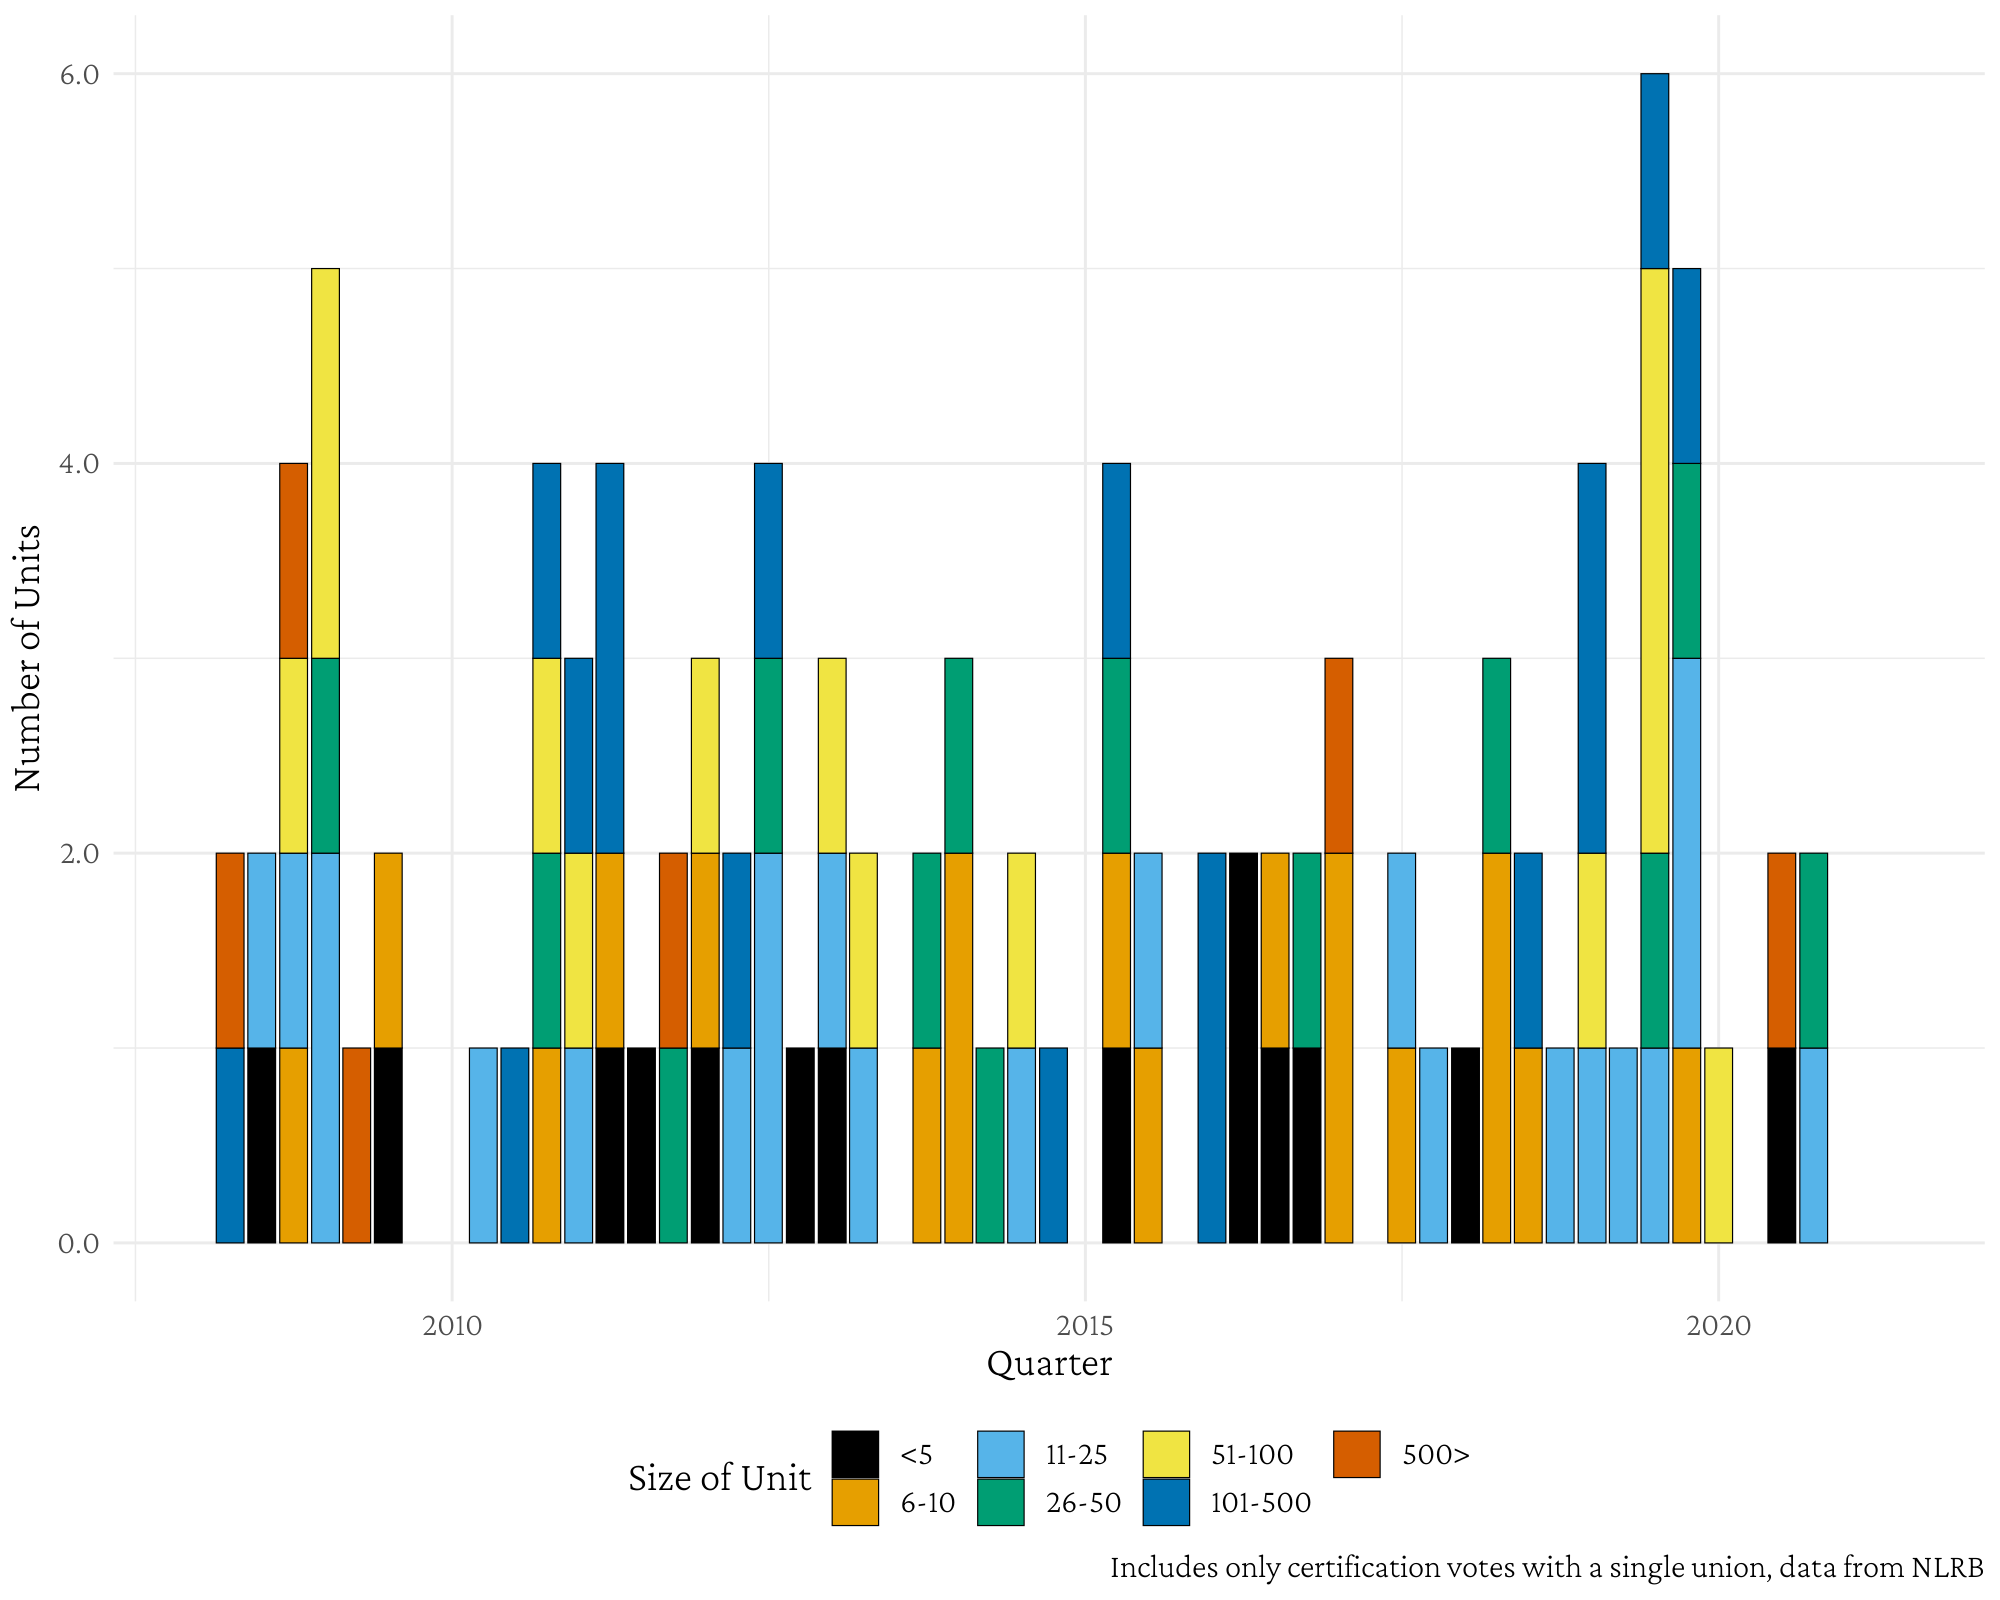 6.0
4.0
2.0
0.0
Number of Units
2010 2015 2020
Quarter
Size of Unit
<5 11-25 51-100 500>
6-10 26-50 101-500
Includes only certification votes with a single union, data from NLRB